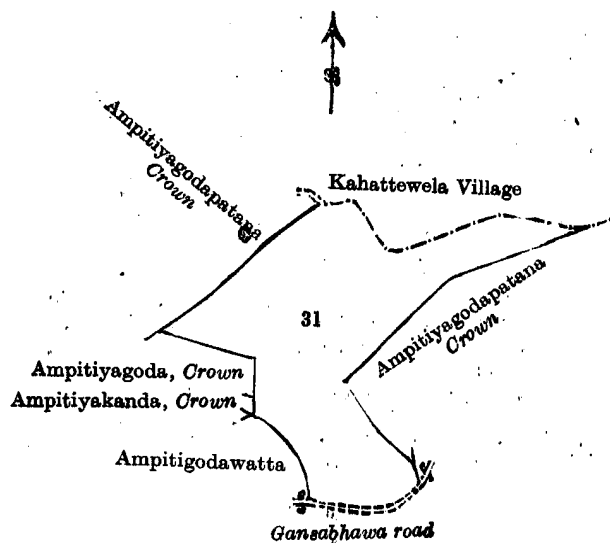 Ampitiyagodapatana
Crown
Kahattewela Village
31
Ampitiyagodapatana
Crown
Ampitiyagoda, Crown
Ampitiyakanda, Crown
Ampitigodawatta
Gansabhawa road